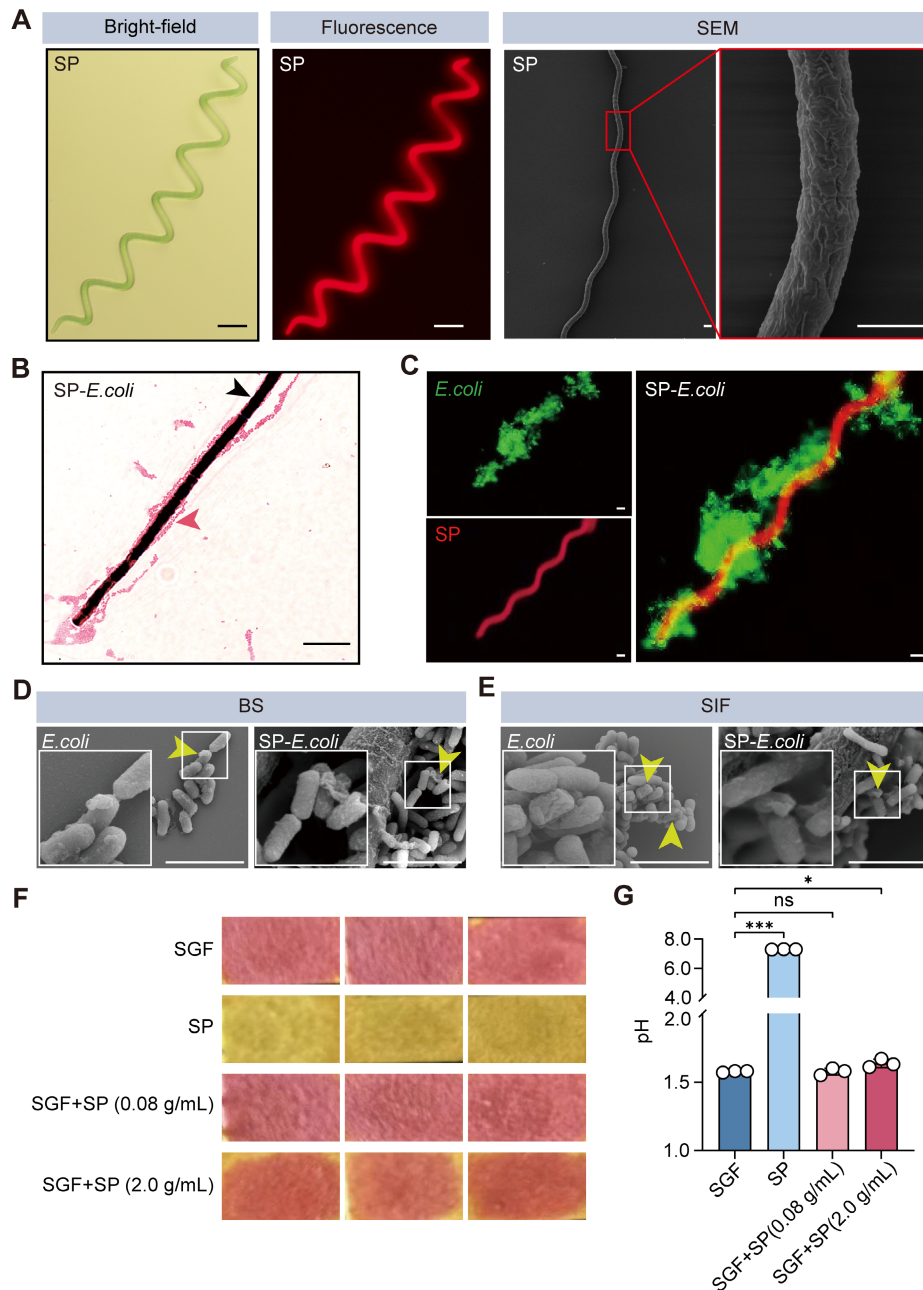 A
Bright-field
Fluorescence
SEM
SP
SP
SP
B
SP-E.coli
C
E.coli
SP-E.coli
SP
D
BS
E.coli
SP-E.coli
E
SIF
E.coli
SP-E.coli
F
SGF
SP
SGF+SP (0.08 g/mL)
SGF+SP (2.0 g/mL)
G
*
ns
***
8.0
6.0
4.0
2.0
1.5
1.0
pH
SGF
SP
SGF+SP(0.08 g/mL)
SGF+SP(2.0 g/mL)